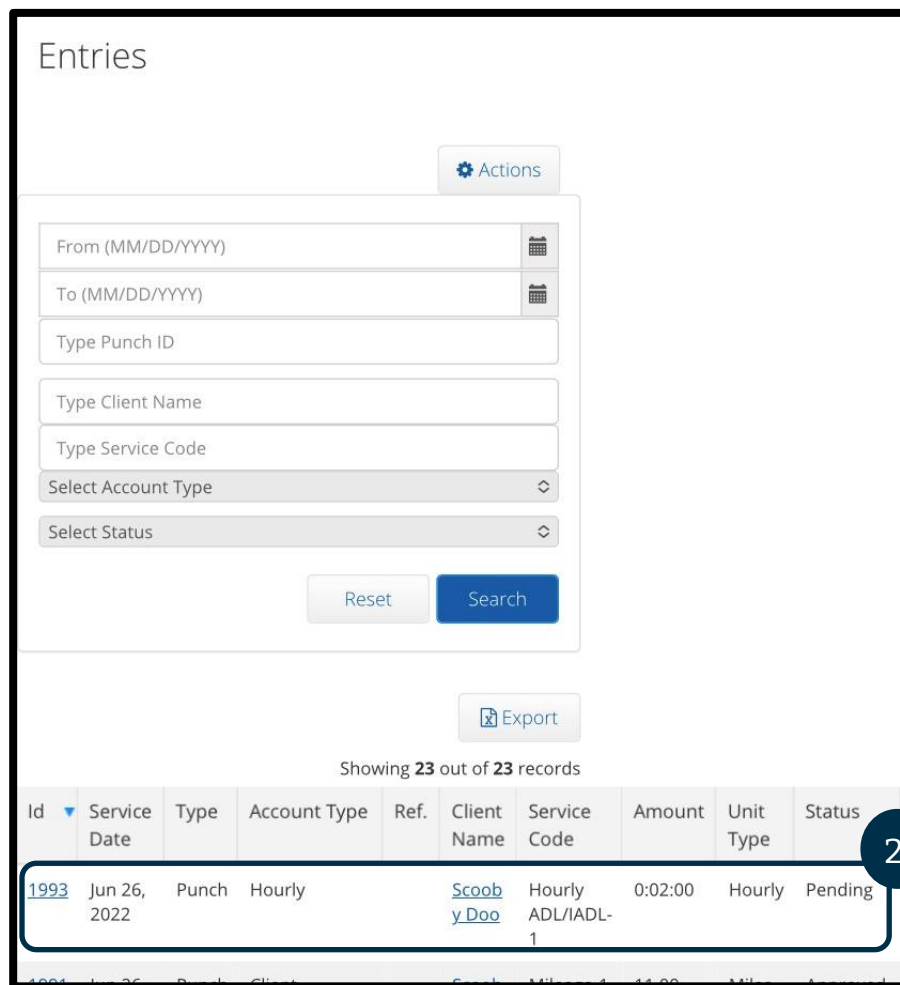 Entries
Actions
From (MM/DD/YYYY)
To (MM/DD/YYYY)
Type Punch ID
Type Client Name
Type Service Code
Select Account Type
Select Status
Reset Search
Export
Showing 23 out of 23 records
Id Service Type Account Type Ref. Client Service Amount Unit Status
Date Name Code Type
2
1993 Jun 26, Punch Hourly Scoob Hourly 0:02:00 Hourly Pending
2022 y Doo ADL/IADL-
1